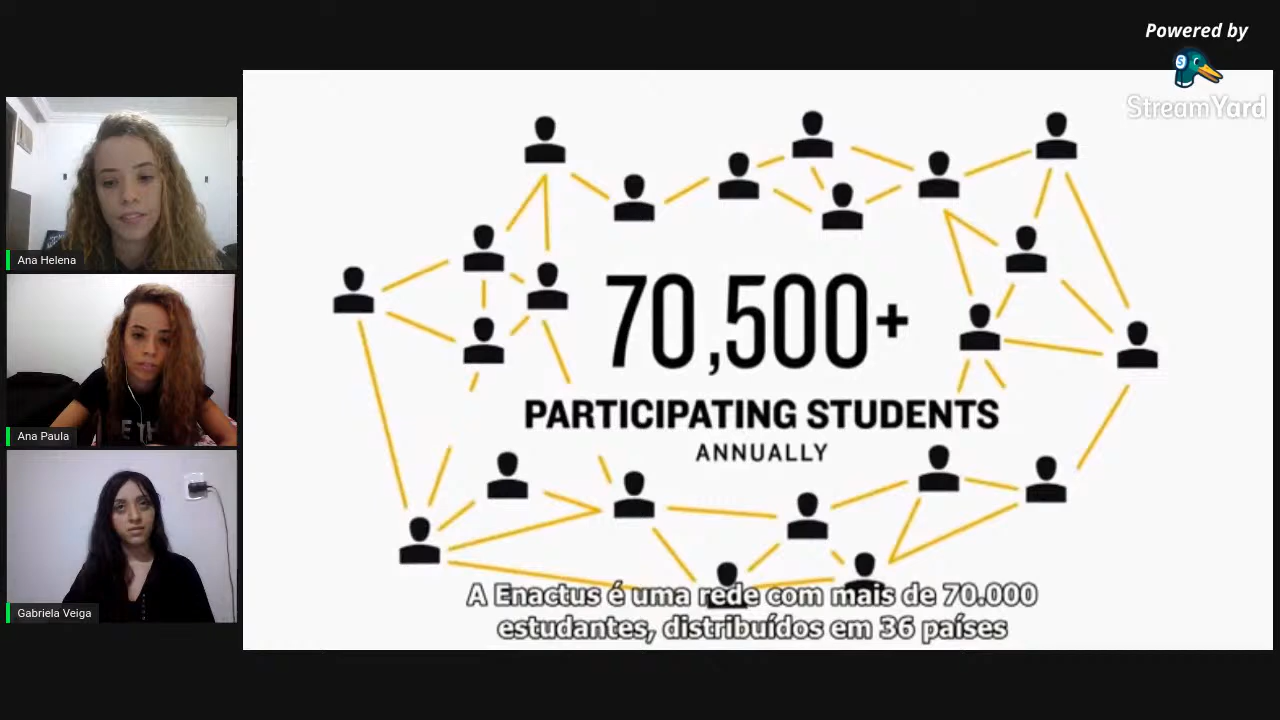 Powered by
StreamYard
Ana Helena
Ana Paula
Gabriela Veiga
70,500+
PARTICIPATING STUDENTS
ANNUALLY
A Enactus é uma rede com mais de 70.000
estudantes, distribuídos em 36 países